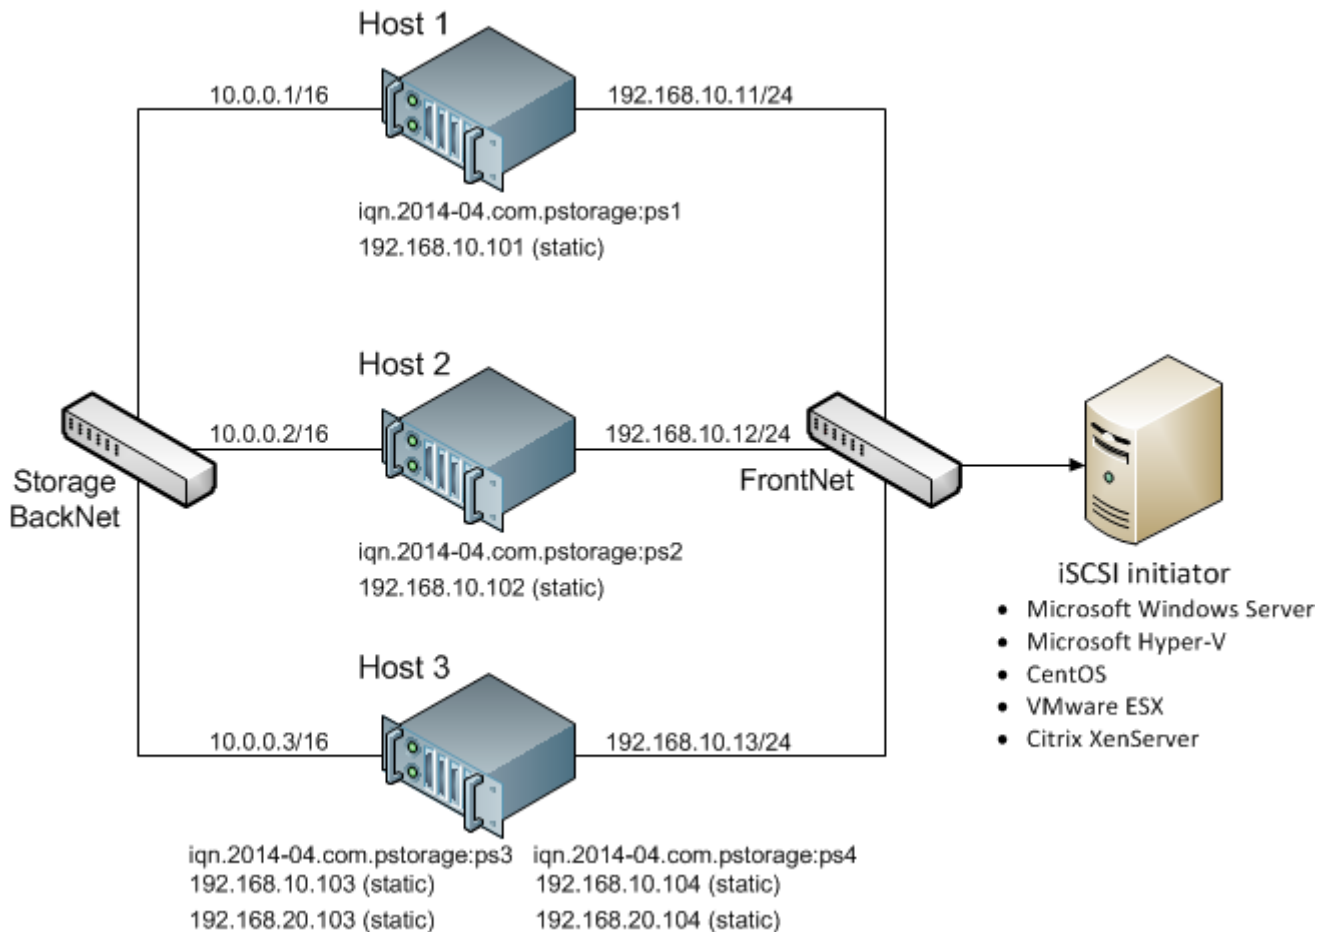 Host 1
10.0.0.1/16
192.168.10.11/24
iqn.2014-04.com.pstorage:ps1
192.168.10.101 (static)
Host 2
10.0.0.2/16
192.168.10.12/24
Storage
BackNet
FrontNet
iqn.2014-04.com.pstorage:ps2
192.168.10.102 (static)
iSCSI initiator
• Microsoft Windows Server
• Microsoft Hyper-V
• CentOS
• VMware ESX
• Citrix XenServer
Host 3
10.0.0.3/16
192.168.10.13/24
iqn.2014-04.com.pstorage:ps3
192.168.10.103 (static)
192.168.20.103 (static)
iqn.2014-04.com.pstorage:ps4
192.168.10.104 (static)
192.168.20.104 (static)